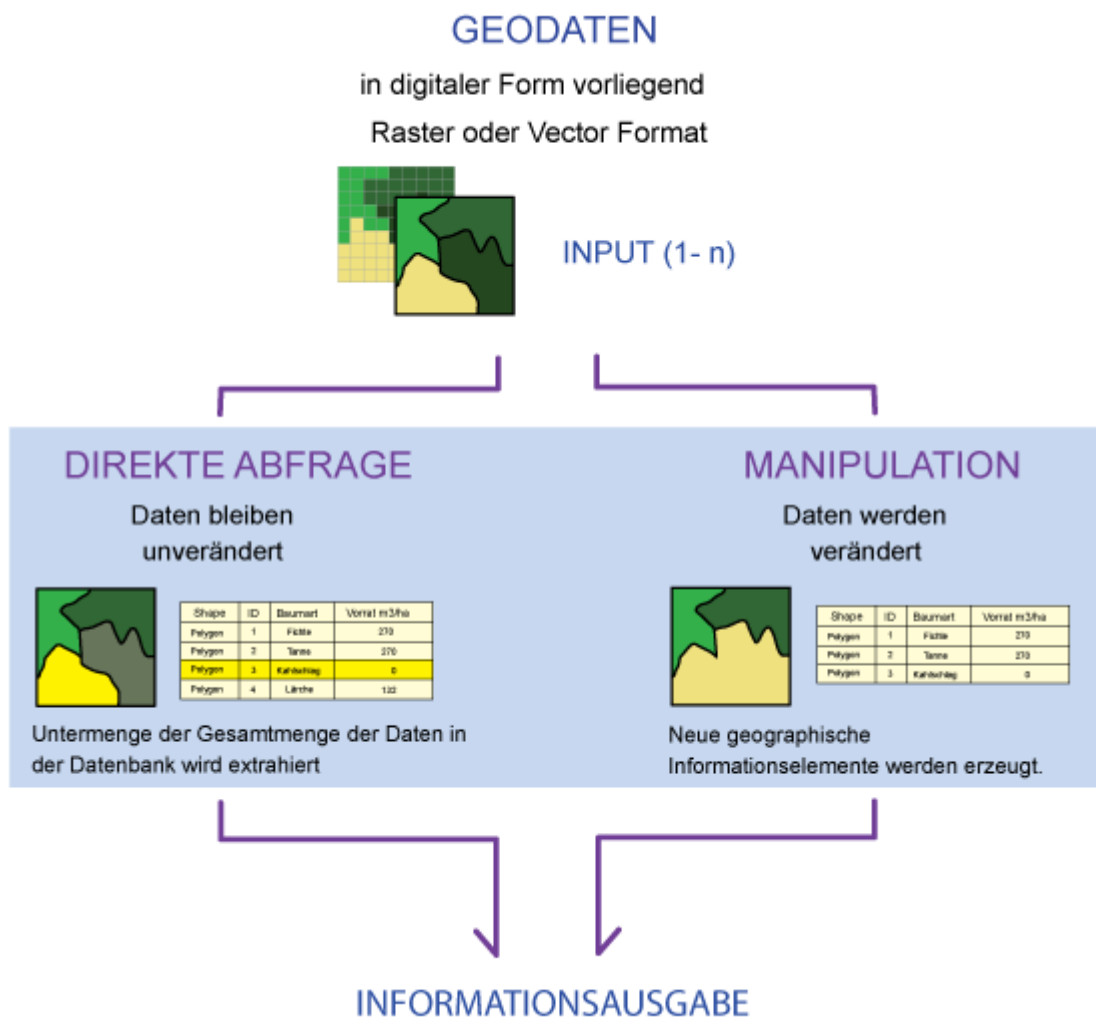 GEODATEN
in digitaler Form vorliegend
Raster oder Vector Format
INPUT (1- n)
DIREKTE ABFRAGE
Daten bleiben
unverändert
Shape ID Baumart Vorrat m3/ha
Polygon 1 Fichte 270
Polygon 2 Tanne 270
Polygon 3 Kahlschlag 0
Polygon 4 Lärche 132
Untermenge der Gesamtmenge der Daten in
der Datenbank wird extrahiert
MANIPULATION
Daten werden
verändert
Shape ID Baumart Vorrat m3/ha
Polygon 1 Fichte 270
Polygon 2 Tanne 270
Polygon 3 Kahlschlag 0
Neue geographische
Informationselemente werden erzeugt.
INFORMATIONSAUSGABE